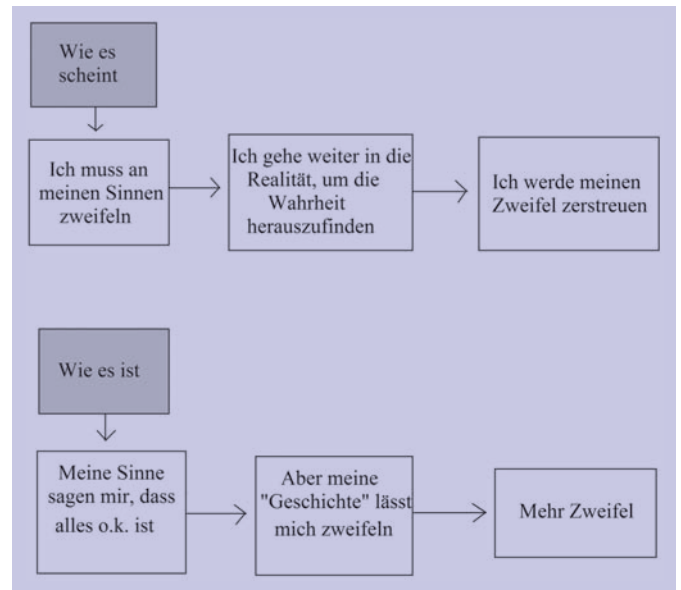 Wie es
scheint
Ich muss an
meinen Sinnen
zweifeln
Ich gehe weiter in die
Realität, um die
Wahrheit
herauszufinden
Ich werde meinen
Zweifel zerstreuen
Wie es ist
Meine Sinne
sagen mir, dass
alles o.k. ist
Aber meine
"Geschichte" lässt
mich zweifeln
Mehr Zweifel